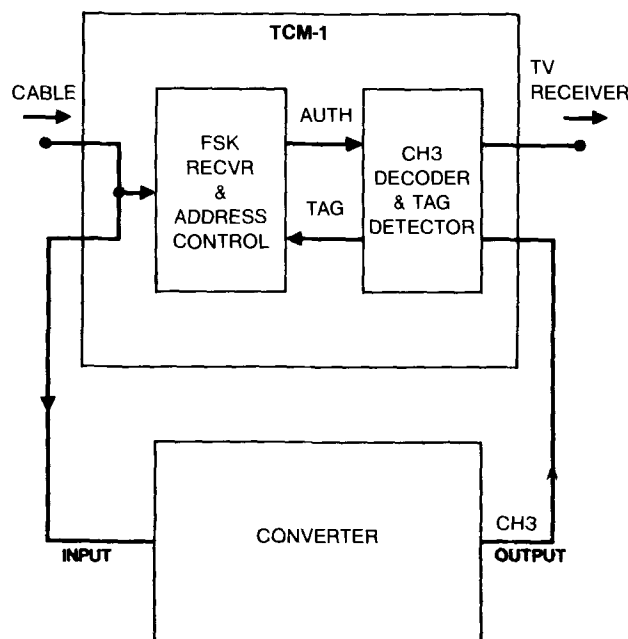 TCM-1
CABLE
TV
RECEIVER
FSK
RECVR
&
ADDRESS
CONTROL
AUTH
TAG
CH3
DECODER
& TAG
DETECTOR
CONVERTER
INPUT
CH3
OUTPUT